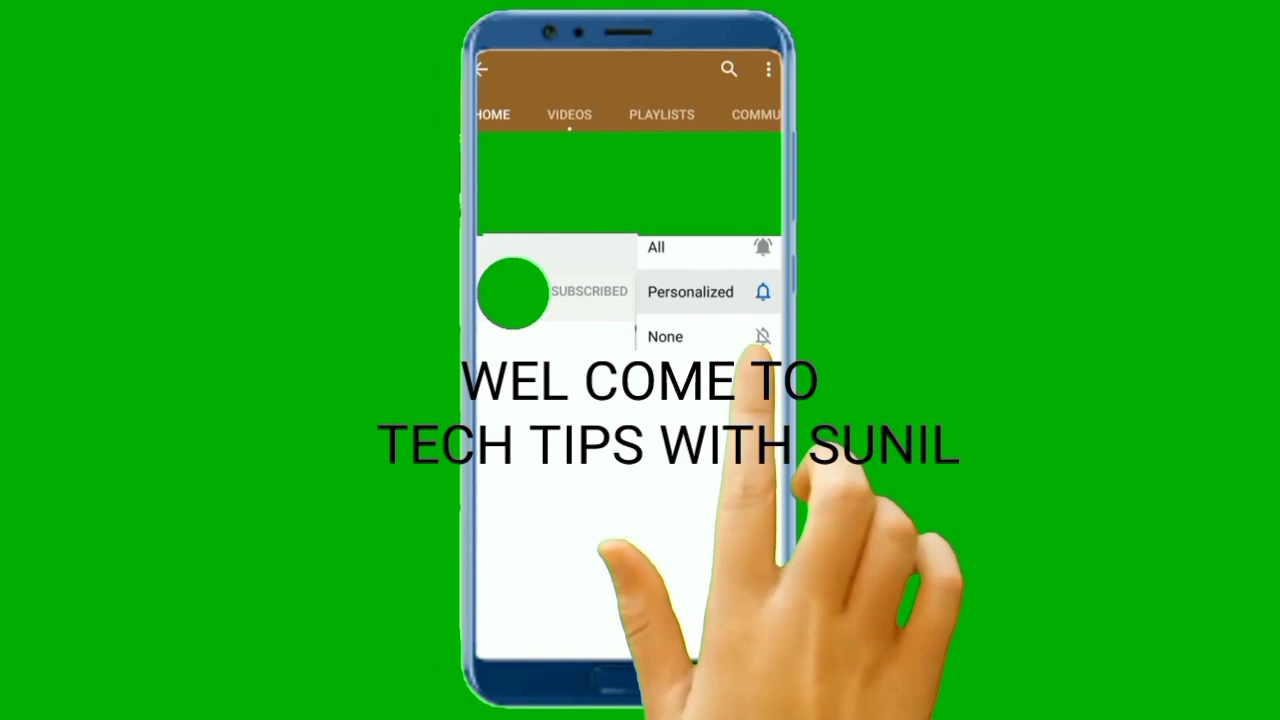 HOME VIDEOS PLAYLISTS COMMU
All
SUBSCRIBED Personalized
None
WEL COME TO
TECH TIPS WITH SUNIL